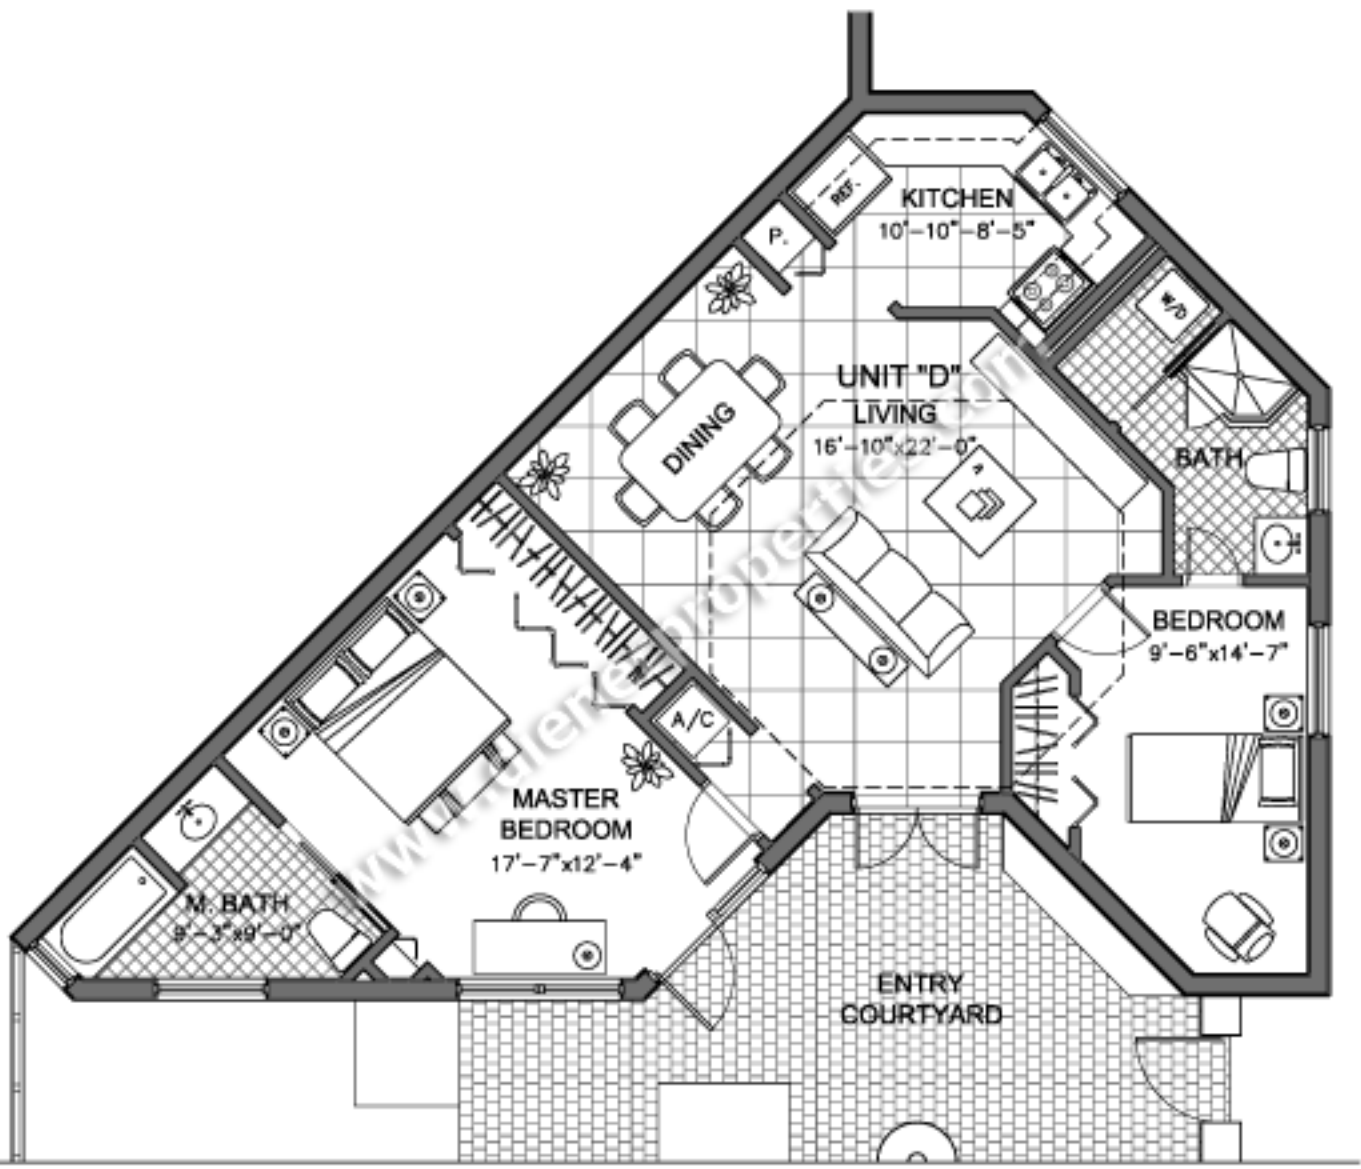 KITCHEN
10'-10"-8'-5"
REF.
P.
W/D
UNIT "D"
LIVING
16'-10"x22'-0"
DINING
BATH
BEDROOM
9'-6"x14'-7"
A/C
MASTER
BEDROOM
17'-7"x12'-4"
M. BATH
9'-3"x9'-0"
ENTRY
COURTYARD